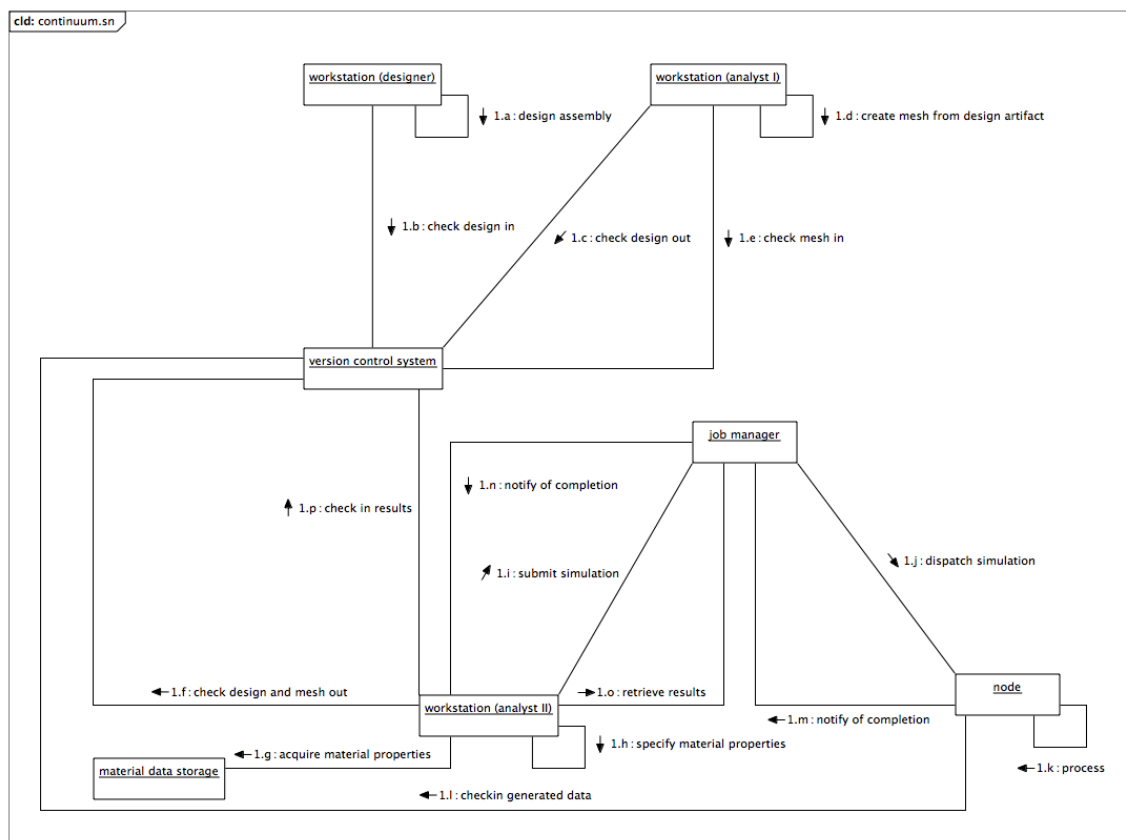 cld: continuum.sn
workstation (designer)
workstation (analyst I)
1.a : design assembly
1.d : create mesh from design artifact
1.b : check design in
1.c : check design out
1.e : check mesh in
version control system
job manager
1.n : notify of completion
1.p : check in results
1.i : submit simulation
1.j : dispatch simulation
1.f : check design and mesh out
1.o : retrieve results
node
workstation (analyst II)
1.m : notify of completion
1.h : specify material properties
1.g : acquire material properties
material data storage
1.k : process
1.l : checkin generated data